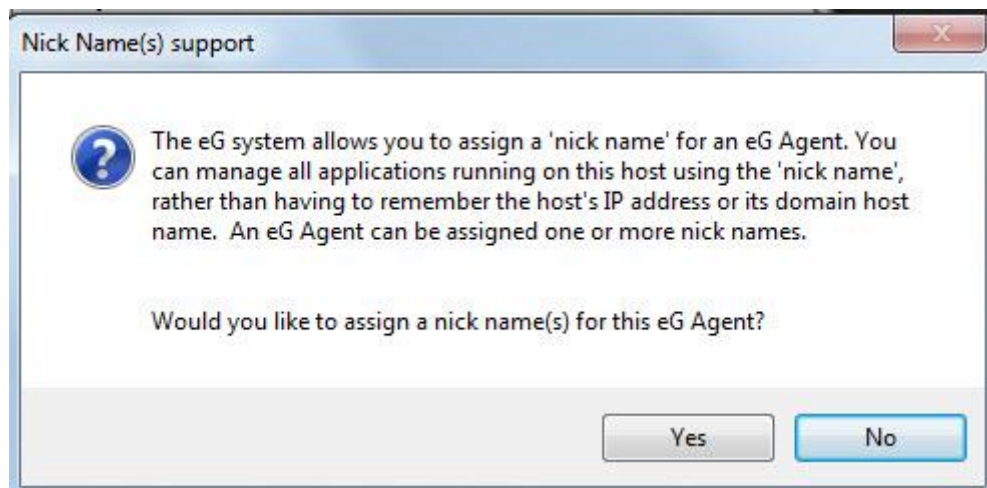 Nick Name(s) support
The eG system allows you to assign a 'nick name' for an eG Agent. You
can manage all applications running on this host using the 'nick name',
rather than having to remember the host's IP address or its domain host
name.  An eG Agent can be assigned one or more nick names.
Would you like to assign a nick name(s) for this eG Agent?
Yes No